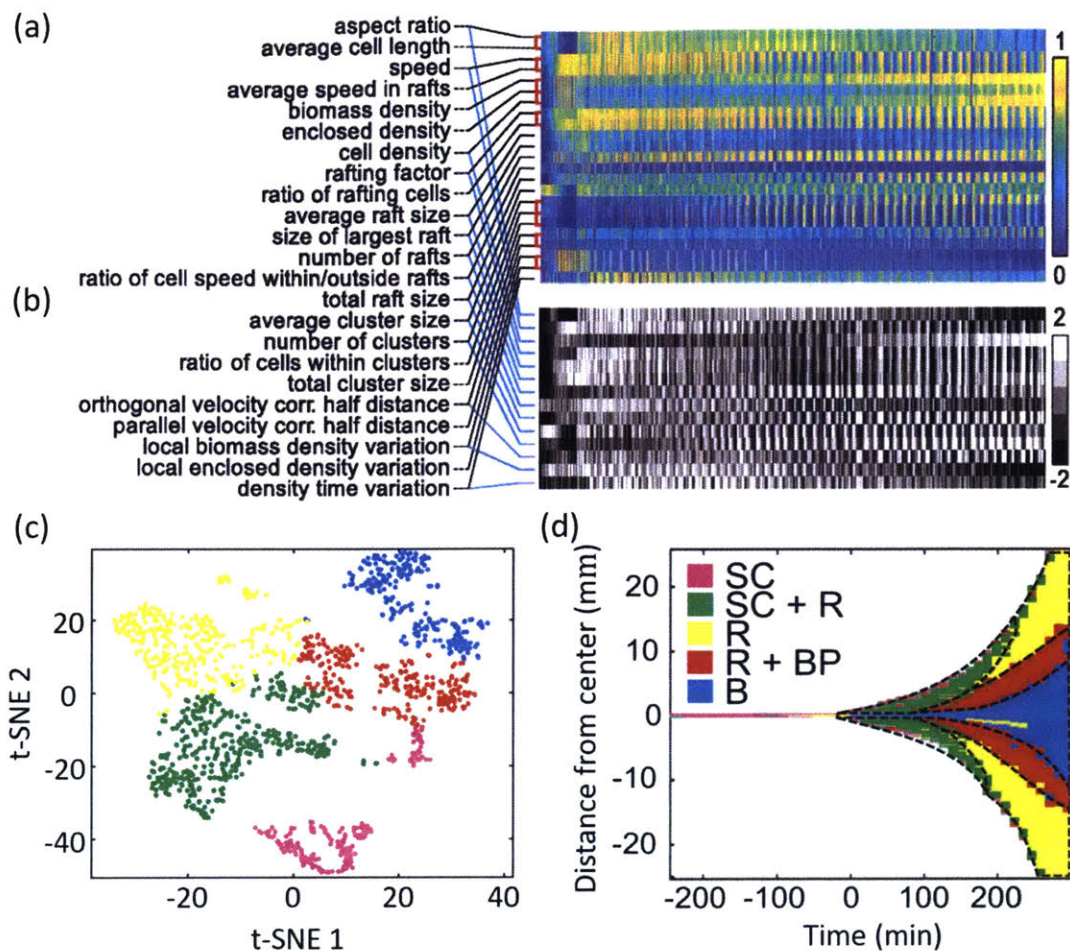 (a)
aspect ratio
average cell length
speed
average speed in rafts
biomass density
enclosed density
cell density
rafting factor
ratio of rafting cells
average raft size
size of largest raft
number of rafts
ratio of cell speed within/outside rafts
total raft size
average cluster size
number of clusters
ratio of cells within clusters
total cluster size
orthogonal velocity corr. half distance
parallel velocity corr. half distance
local biomass density variation
local enclosed density variation
density time variation
1
0
(b)
2
-2
(c)
t-SNE 2
20
0
-20
-40
-20
0
20
40
t-SNE 1
(d)
Distance from center (mm)
20
10
0
-10
-20
SC
SC + R
R
R + BP
B
-200
-100
0
100
200
Time (min)